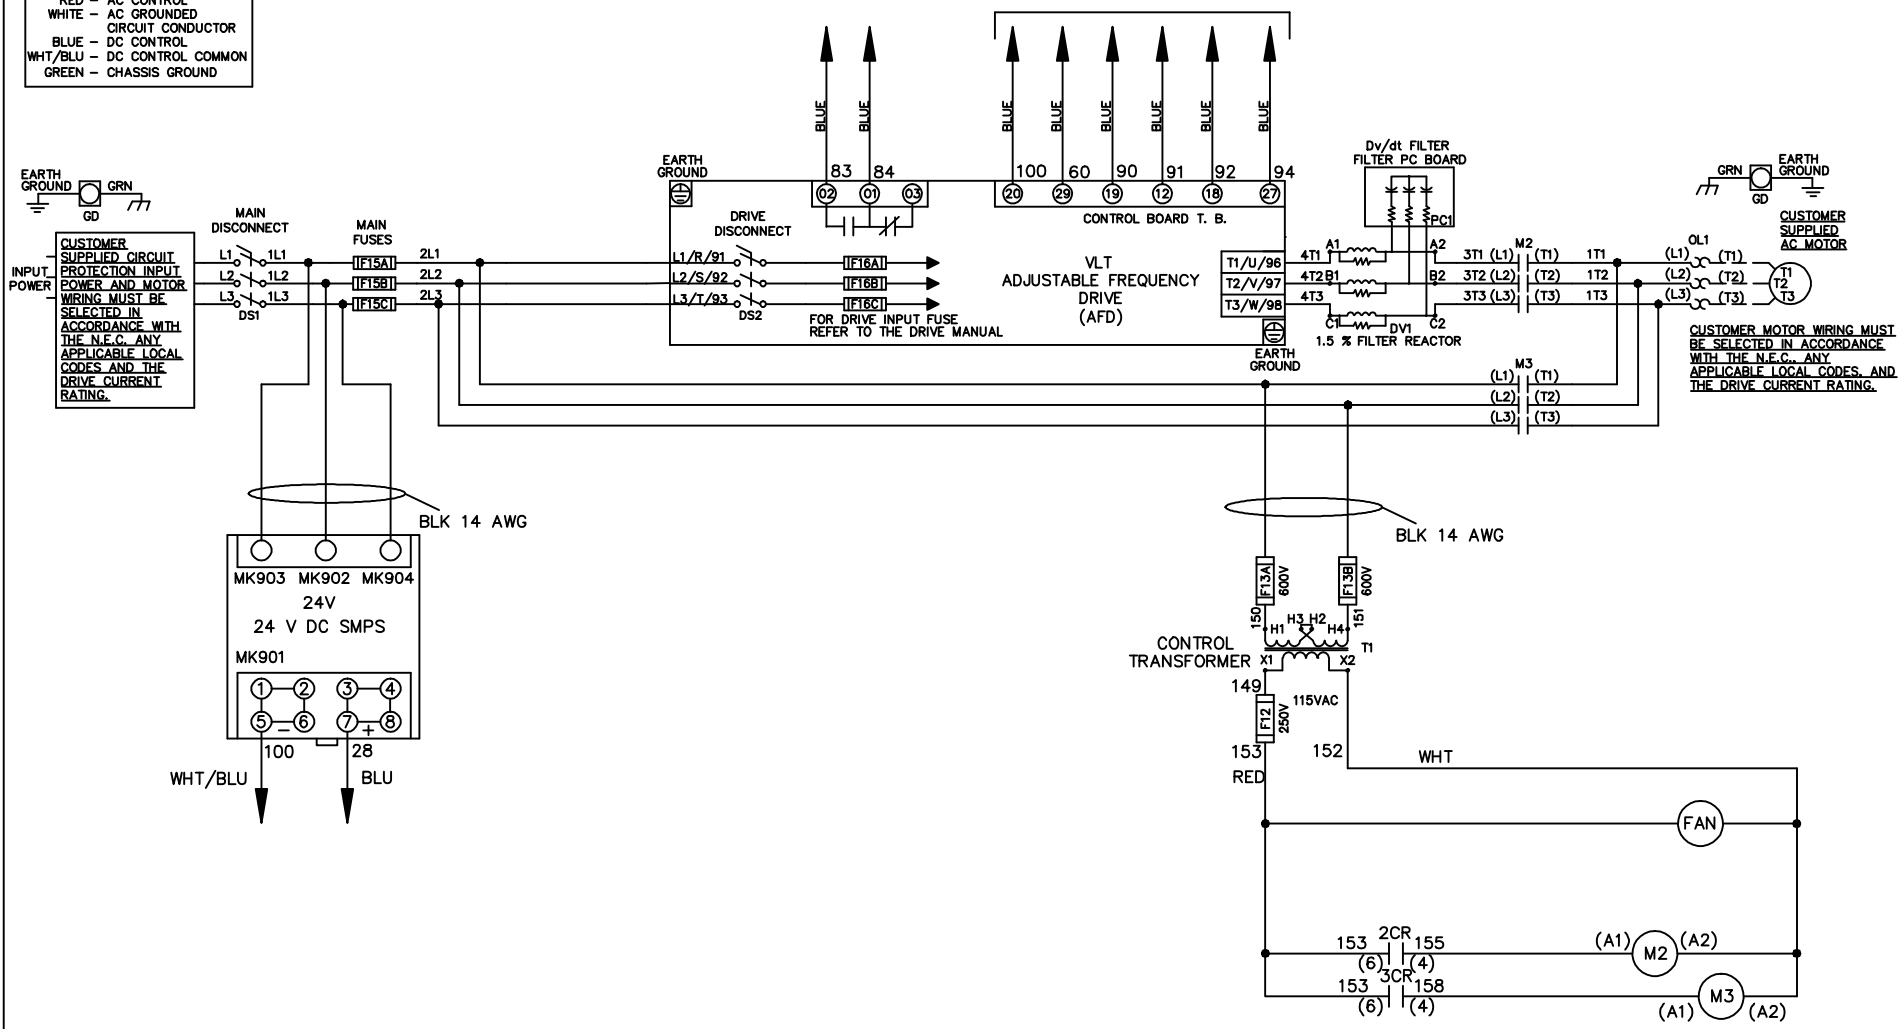 RED – AC CONTROL
WHITE – AC GROUNDED
CIRCUIT CONDUCTOR
BLUE – DC CONTROL
WHT/BLU – DC CONTROL COMMON
GREEN – CHASSIS GROUND
BLUE
BLUE
BLUE
BLUE
BLUE
BLUE
BLUE
BLUE
EARTH
GROUND
GRN
GD
EARTH
GROUND
83
84
02
01
03
100
60
90
91
92
94
20
29
19
12
18
27
CONTROL BOARD T. B.
Dv/dt FILTER
FILTER PC BOARD
PC1
GRN
EARTH
GROUND
GD
CUSTOMER
SUPPLIED
AC MOTOR
INPUT
POWER
CUSTOMER
SUPPLIED CIRCUIT
PROTECTION INPUT
POWER AND MOTOR
WIRING MUST BE
SELECTED IN
ACCORDANCE WITH
THE N.E.C. ANY
APPLICABLE LOCAL
CODES AND THE
DRIVE CURRENT
RATING.
MAIN
DISCONNECT
L1
1L1
L2
1L2
L3
1L3
DS1
MAIN
FUSES
F15A
F15B
F15C
2L1
2L2
2L3
L1/R/91
L2/S/92
L3/T/93
DRIVE
DISCONNECT
DS2
F16A
F16B
F16C
FOR DRIVE INPUT FUSE
REFER TO THE DRIVE MANUAL
VLT
ADJUSTABLE FREQUENCY
DRIVE
(AFD)
T1/U/96
T2/V/97
T3/W/98
EARTH
GROUND
4T1
4T2
4T3
A1
A2
B1
B2
C1
C2
DV1
1.5 % FILTER REACTOR
M2
3T1 (L1) (T1) 1T1
3T2 (L2) (T2) 1T2
3T3 (L3) (T3) 1T3
OL1
(L1) (T1)
(L2) (T2)
(L3) (T3)
T1
T2
T3
CUSTOMER MOTOR WIRING MUST
BE SELECTED IN ACCORDANCE
WITH THE N.E.C., ANY
APPLICABLE LOCAL CODES, AND
THE DRIVE CURRENT RATING.
M3
(L1) (T1)
(L2) (T2)
(L3) (T3)
BLK 14 AWG
MK903 MK902 MK904
24V
24 V DC SMPS
MK901
1 2 3 4
5 6 7 8
– +
100
28
WHT/BLU
BLU
BLK 14 AWG
F13A
600V
F13B
600V
150
151
H1 H3 H2 H4
T1
CONTROL
TRANSFORMER
X1 X2
149
115VAC
F12
250V
153
152
RED
WHT
FAN
2CR
153 155
(6) (4)
(A1) M2 (A2)
3CR
153 158
(6) (4)
(A1) M3 (A2)